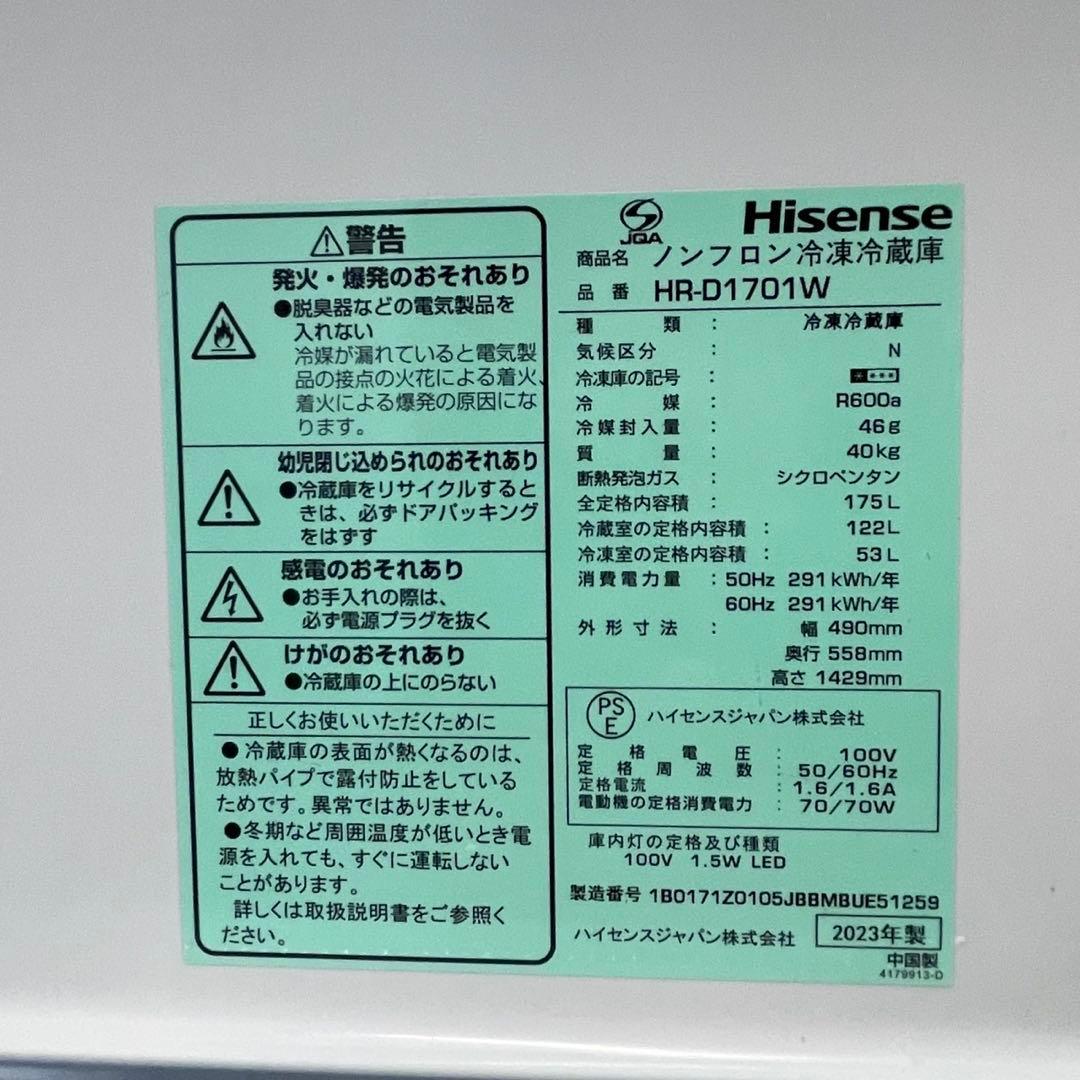 警告
発火・爆発のおそれあり
●脱臭器などの電気製品を
入れない
冷媒が漏れていると電気製
品の接点の火花による着火、
着火による爆発の原因にな
ります。
幼児閉じ込められのおそれあり
●冷蔵庫をリサイクルすると
きは、必ずドアパッキング
をはずす
感電のおそれあり
●お手入れの際は、
必ず電源プラグを抜く
けがのおそれあり
●冷蔵庫の上にのらない
正しくお使いいただくために
●冷蔵庫の表面が熱くなるのは、
放熱パイプで露付防止をしている
ためです。異常ではありません。
●冬期など周囲温度が低いとき電
源を入れても、すぐに運転しない
ことがあります。
詳しくは取扱説明書をご参照く
ださい。
JQA
Hisense
商品名 ノンフロン冷凍冷蔵庫
品番 HR-D1701W
種類 : 冷凍冷蔵庫
気候区分 : N
冷凍庫の記号 : ****
冷媒 : R600a
冷媒封入量 : 46g
質量 : 40kg
断熱発泡ガス : シクロペンタン
全定格内容積 : 175L
冷蔵室の定格内容積 : 122L
冷凍室の定格内容積 : 53L
消費電力量 : 50Hz 291kWh/年
60Hz 291kWh/年
外形寸法 : 幅 490mm
奥行 558mm
高さ 1429mm
PSE ハイセンスジャパン株式会社
定格電圧 : 100V
定格周波数 : 50/60Hz
定格電流 : 1.6/1.6A
電動機の定格消費電力 : 70/70W
庫内灯の定格及び種類
100V 1.5W LED
製造番号 1B0171Z0105JBBMBUE51259
ハイセンスジャパン株式会社 2023年製
中国製
4179913-D